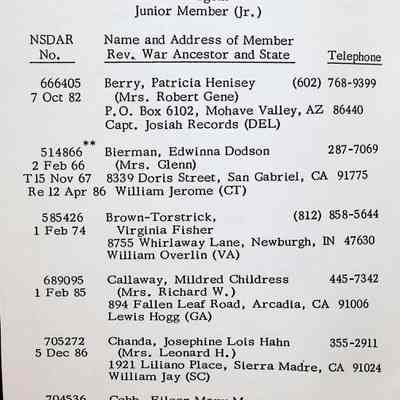 Junior Member (Jr.)
NSDAR No. Name and Address of Member Rev. War Ancestor and State Telephone
666405 Berry, Patricia Henisey (602) 768-9399
7 Oct 82 (Mrs. Robert Gene)
P.O. Box 6102, Mohave Valley, AZ 86440
Capt. Josiah Records (DEL)
514866** Bierman, Edwinna Dodson 287-7069
2 Feb 66 (Mrs. Glenn)
T15 Nov 67 8339 Doris Street, San Gabriel, CA 91775
Re 12 Apr 86 William Jerome (CT)
585426 Brown-Torstrick, (812) 858-5644
1 Feb 74 Virginia Fisher
8755 Whirlaway Lane, Newburgh, IN 47630
William Overlin (VA)
689095 Callaway, Mildred Childress 445-7342
1 Feb 85 (Mrs. Richard W.)
894 Fallen Leaf Road, Arcadia, CA 91006
Lewis Hogg (GA)
705272 Chanda, Josephine Lois Hahn 355-2911
5 Dec 86 (Mrs. Leonard H.)
1921 Liliano Place, Sierra Madre, CA 91024
William Jay (SC)